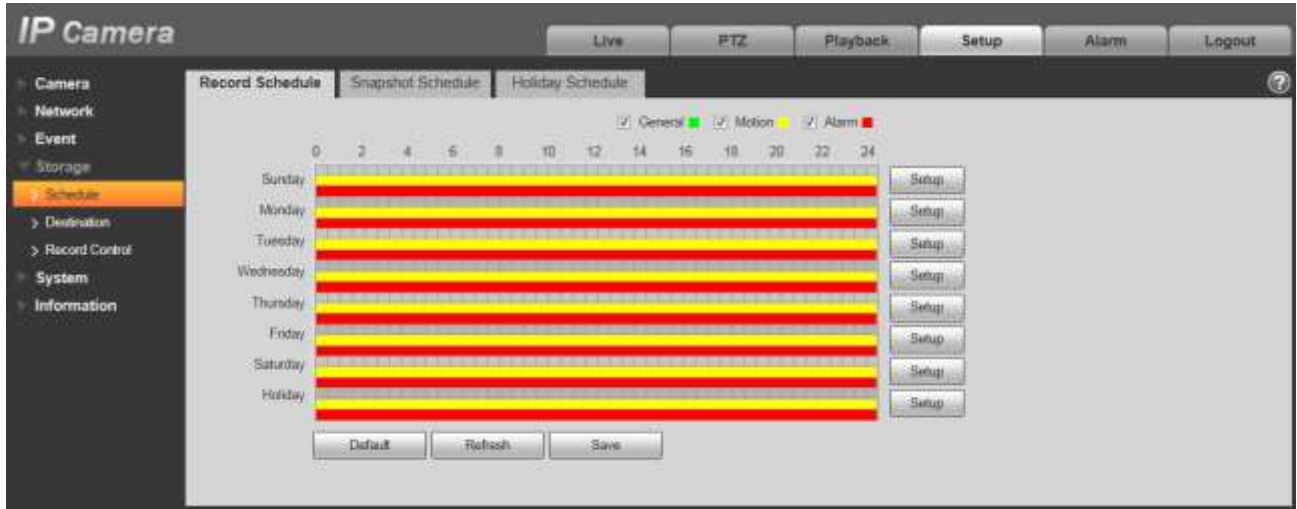 IP Camera
Live PTZ Playback Setup Alarm Logout
Camera
Network
Event
Storage
Schedule
Destination
Record Control
System
Information
Record Schedule Snapshot Schedule Holiday Schedule ?
General Motion Alarm
0 2 4 6 8 10 12 14 16 18 20 22 24
Sunday Setup
Monday Setup
Tuesday Setup
Wednesday Setup
Thursday Setup
Friday Setup
Saturday Setup
Holiday Setup
Default Refresh Save